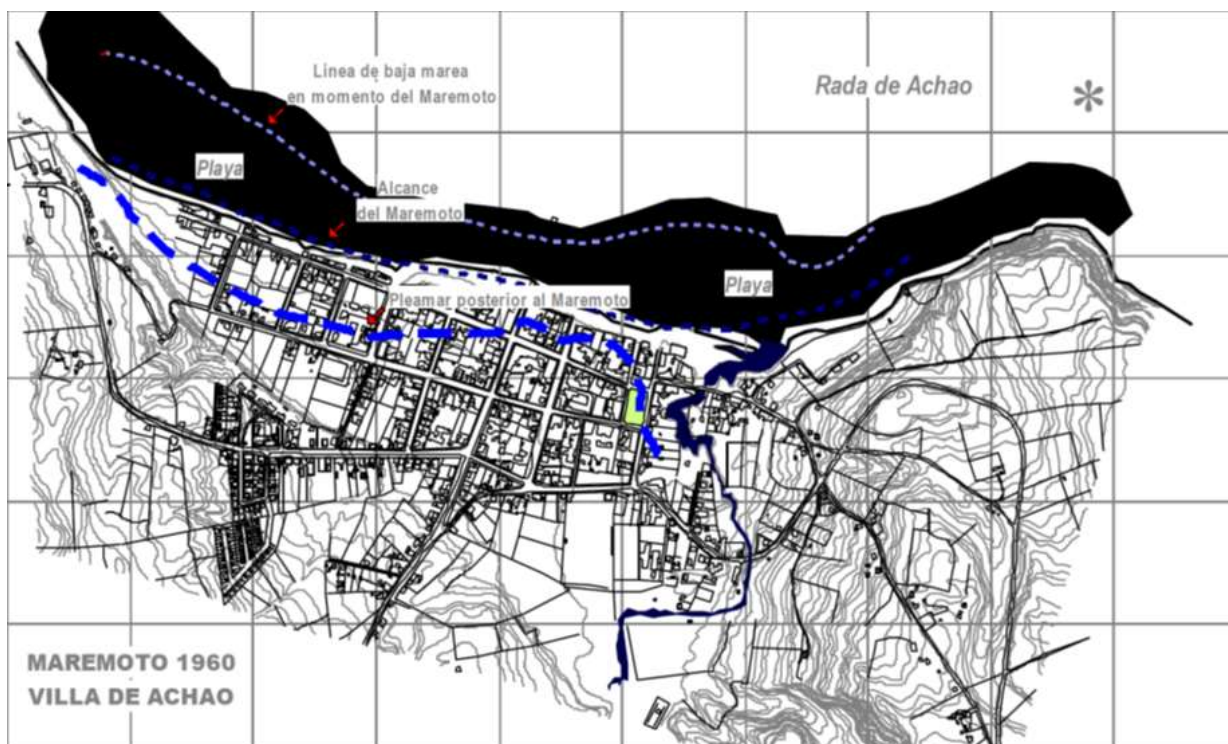 Linea de baja marea
en momento del Maremoto
Rada de Achao
Playa
Alcance
del Maremoto
Pleamar posterior al Maremoto
Playa
MAREMOTO 1960
VILLA DE ACHAO